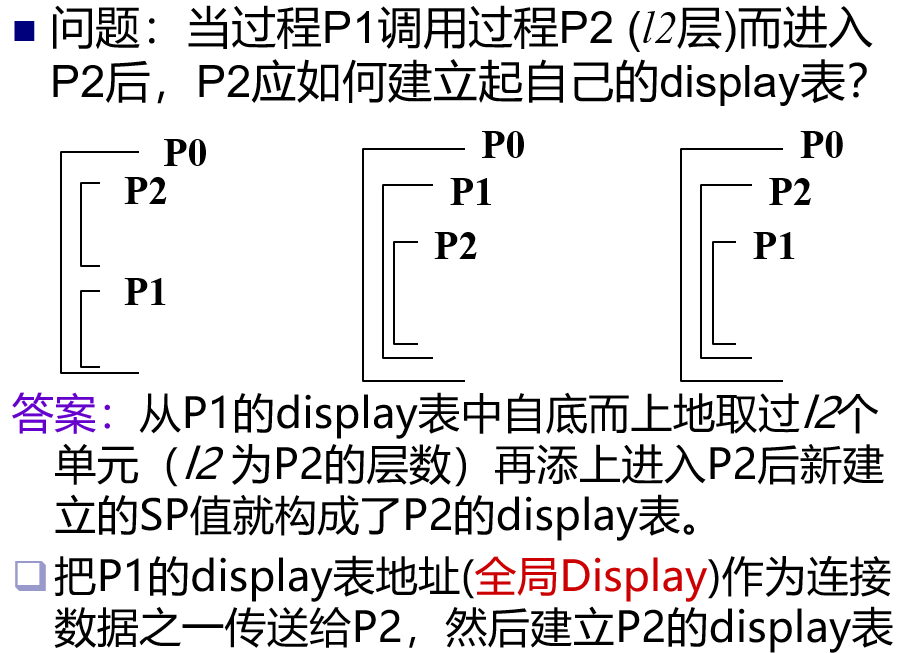 问题：当过程P1调用过程P2 (l2层)而进入
P2后，P2应如何建立起自己的display表？
P0
P2
P1
P0
P1
P2
P0
P2
P1
答案：从P1的display表中自底而上地取过l2个
单元（l2 为P2的层数）再添上进入P2后新建
立的SP值就构成了P2的display表。
把P1的display表地址(全局Display)作为连接
数据之一传送给P2，然后建立P2的display表